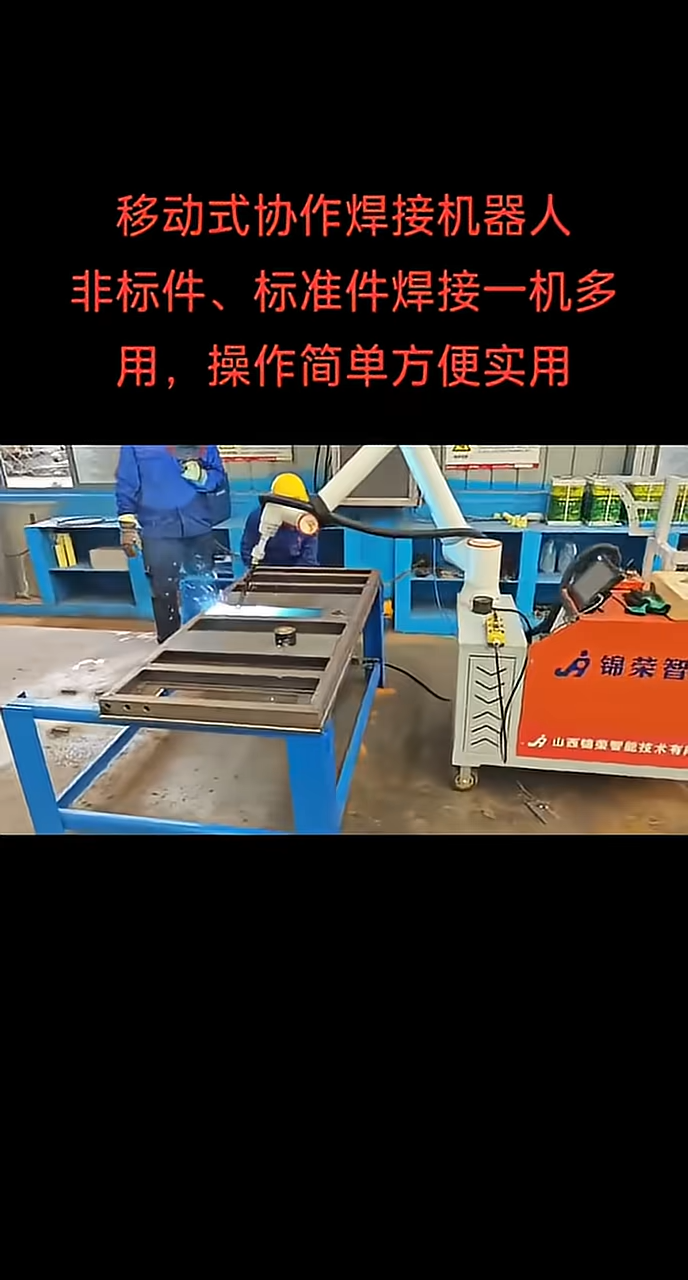 移动式协作焊接机器人
非标件、标准件焊接一机多
用，操作简单方便实用
锦荣智
山西锦荣智能技术有